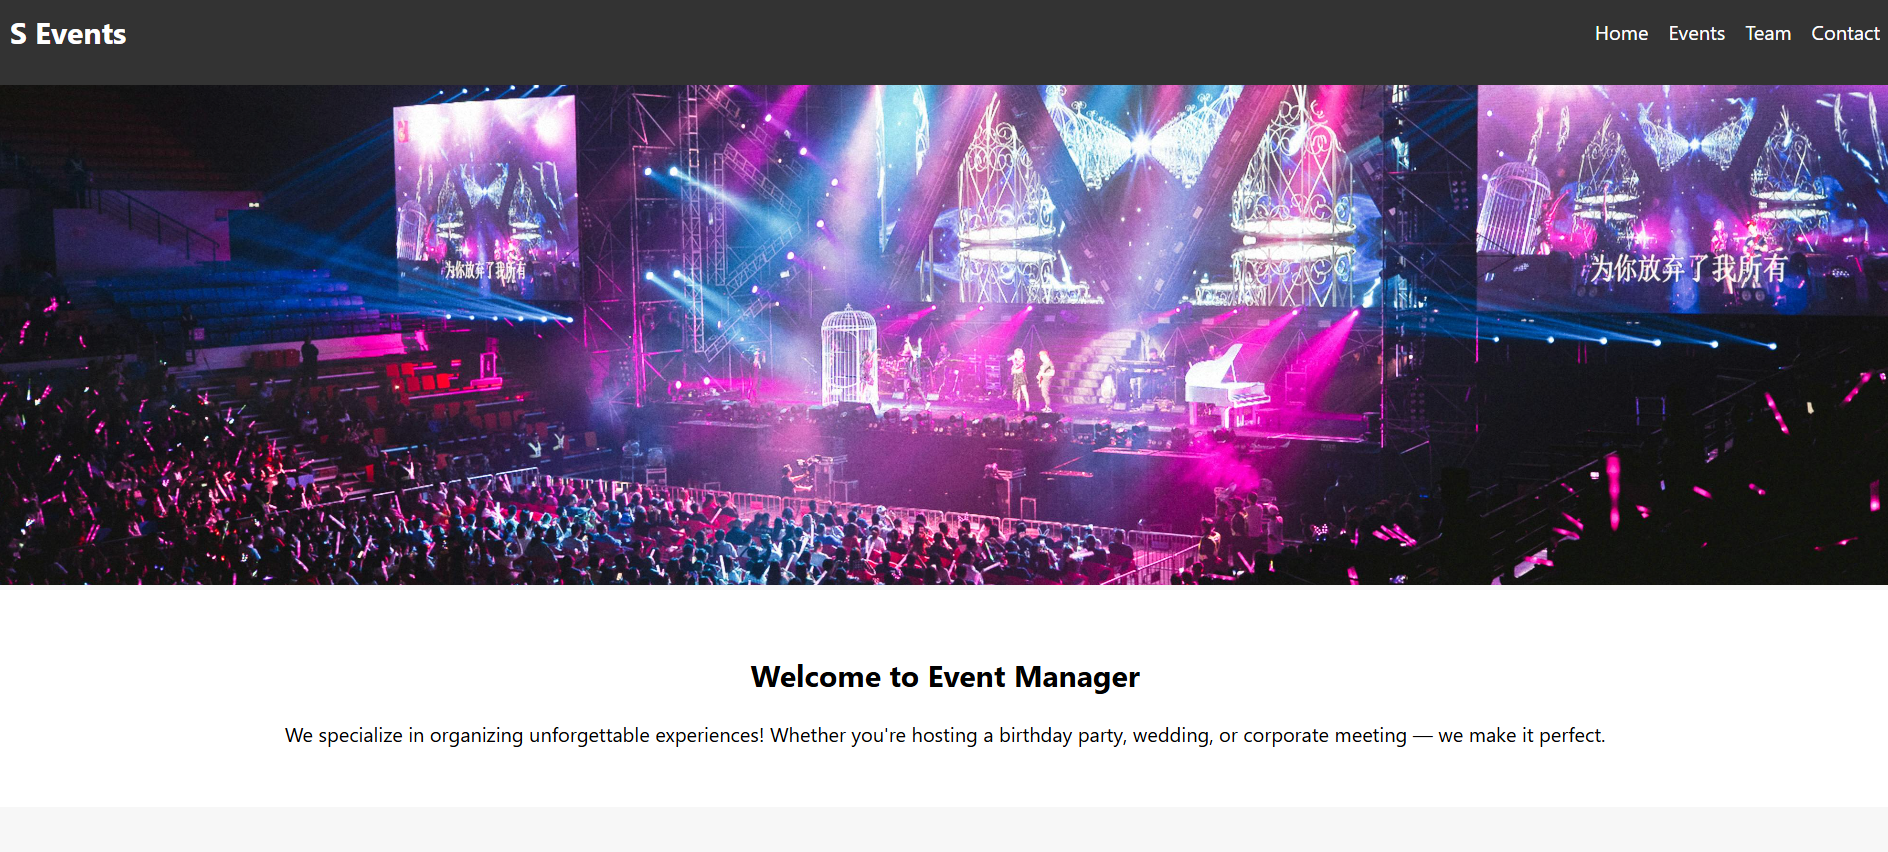 S Events
Home Events Team Contact
为你放弃了我所有
为你放弃了我所有
Welcome to Event Manager
We specialize in organizing unforgettable experiences! Whether you're hosting a birthday party, wedding, or corporate meeting — we make it perfect.